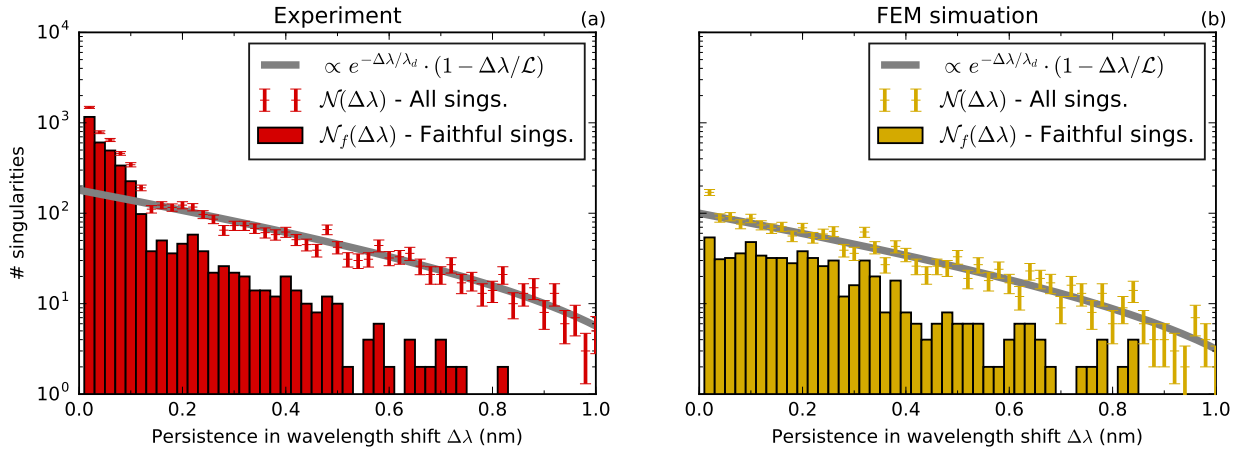 Experiment
(a)
∝ e^{-Δλ/λ_d} · (1 − Δλ/ℒ)
𝒩(Δλ) - All sings.
𝒩_f(Δλ) - Faithful sings.
# singularities
10^4
10^3
10^2
10^1
10^0
0.0 0.2 0.4 0.6 0.8 1.0
Persistence in wavelength shift Δλ (nm)
FEM simuation
(b)
∝ e^{-Δλ/λ_d} · (1 − Δλ/ℒ)
𝒩(Δλ) - All sings.
𝒩_f(Δλ) - Faithful sings.
0.0 0.2 0.4 0.6 0.8 1.0
Persistence in wavelength shift Δλ (nm)